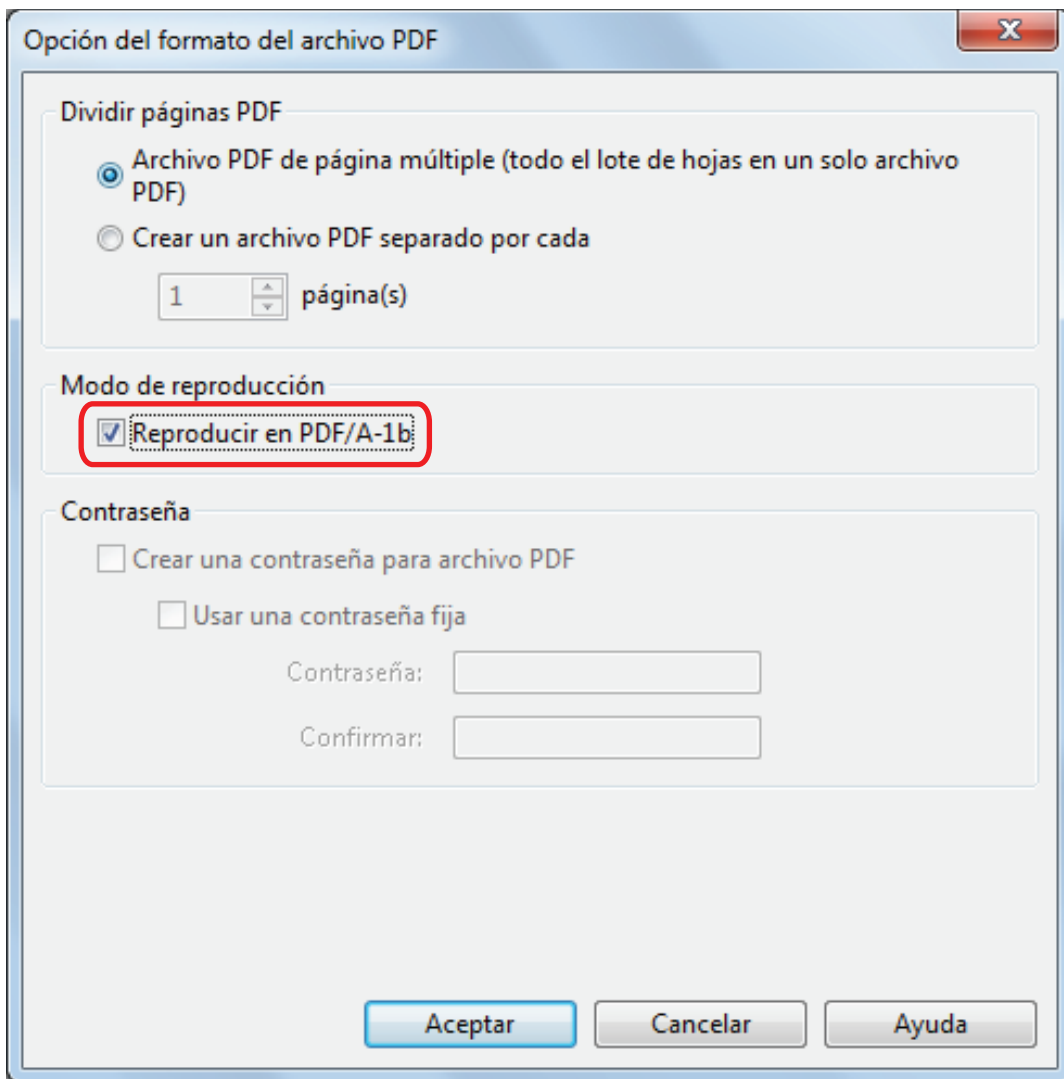 Opción del formato del archivo PDF
Dividir páginas PDF
Archivo PDF de página múltiple (todo el lote de hojas en un solo archivo
PDF)
Crear un archivo PDF separado por cada
1 página(s)
Modo de reproducción
Reproducir en PDF/A-1b
Contraseña
Crear una contraseña para archivo PDF
Usar una contraseña fija
Contraseña:
Confirmar:
Aceptar Cancelar Ayuda